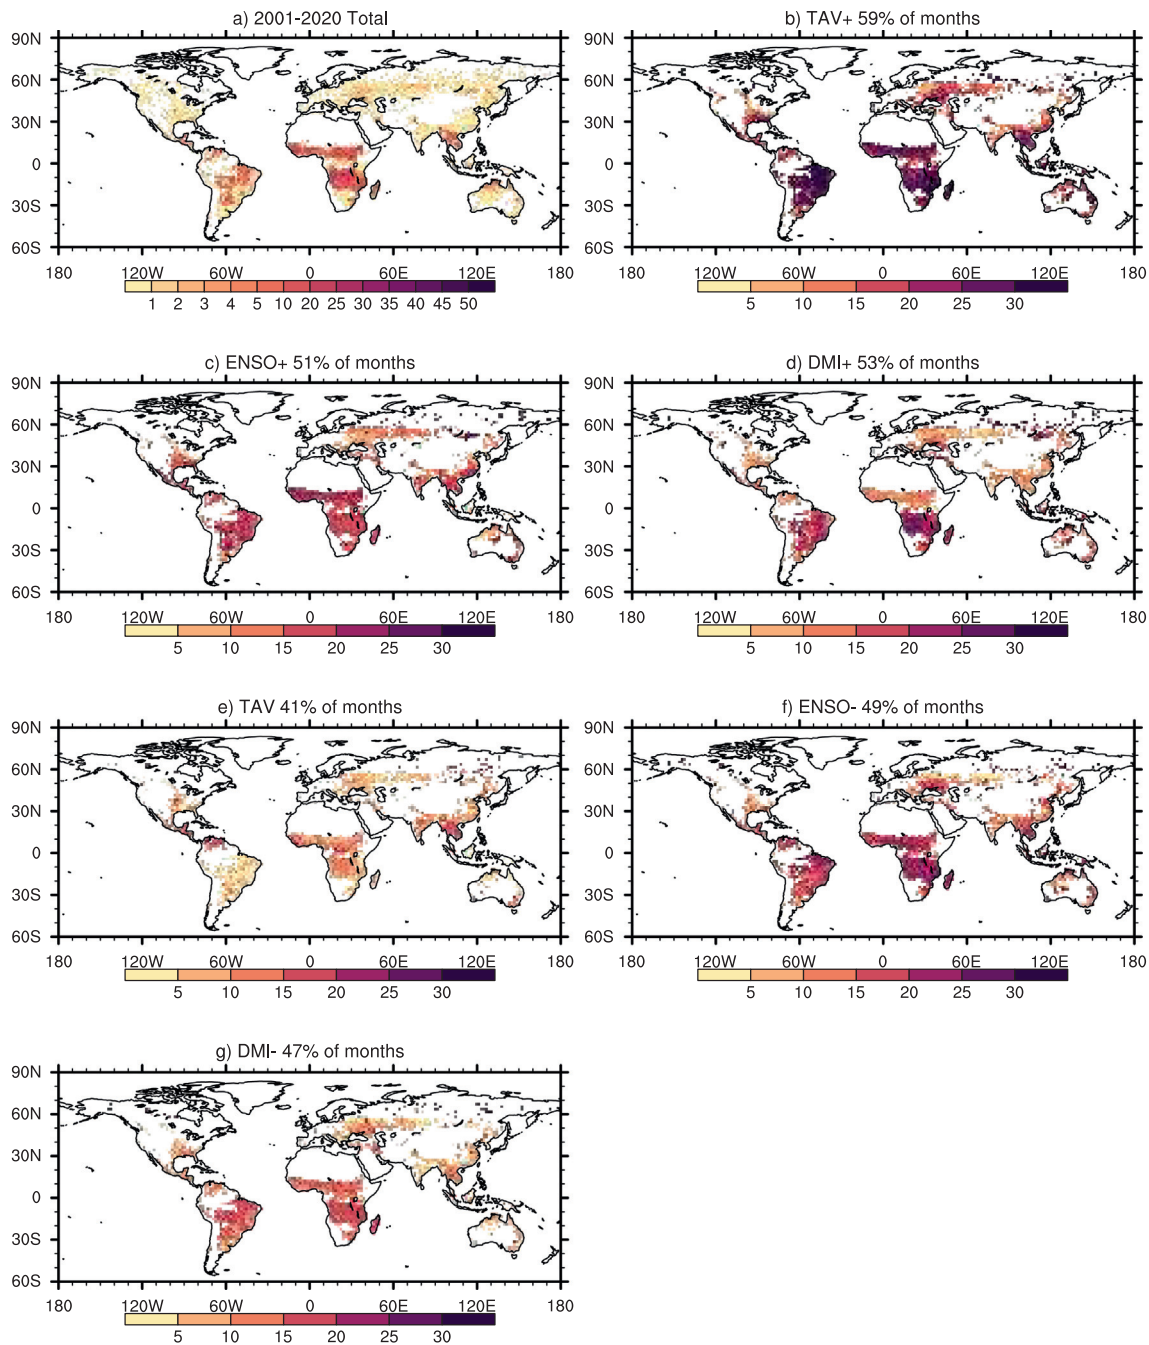 a) 2001-2020 Total
90N
60N
30N
0
30S
60S
180 120W 60W 0 60E 120E 180
1 2 3 4 5 10 20 25 30 35 40 45 50
b) TAV+ 59% of months
90N
60N
30N
0
30S
60S
180 120W 60W 0 60E 120E 180
5 10 15 20 25 30
c) ENSO+ 51% of months
90N
60N
30N
0
30S
60S
180 120W 60W 0 60E 120E 180
5 10 15 20 25 30
d) DMI+ 53% of months
90N
60N
30N
0
30S
60S
180 120W 60W 0 60E 120E 180
5 10 15 20 25 30
e) TAV 41% of months
90N
60N
30N
0
30S
60S
180 120W 60W 0 60E 120E 180
5 10 15 20 25 30
f) ENSO- 49% of months
90N
60N
30N
0
30S
60S
180 120W 60W 0 60E 120E 180
5 10 15 20 25 30
g) DMI- 47% of months
90N
60N
30N
0
30S
60S
180 120W 60W 0 60E 120E 180
5 10 15 20 25 30